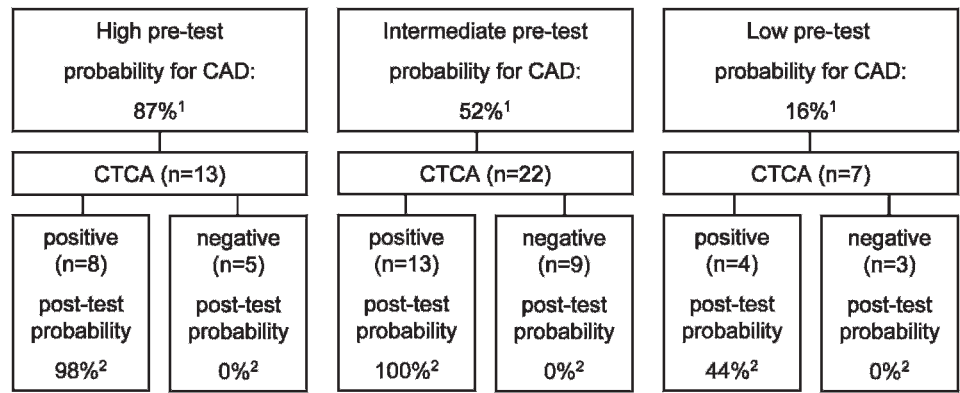 High pre-test
probability for CAD:
87%¹
Intermediate pre-test
probability for CAD:
52%¹
Low pre-test
probability for CAD:
16%¹
CTCA (n=13)
CTCA (n=22)
CTCA (n=7)
positive
(n=8)
post-test
probability
98%²
negative
(n=5)
post-test
probability
0%²
positive
(n=13)
post-test
probability
100%²
negative
(n=9)
post-test
probability
0%²
positive
(n=4)
post-test
probability
44%²
negative
(n=3)
post-test
probability
0%²